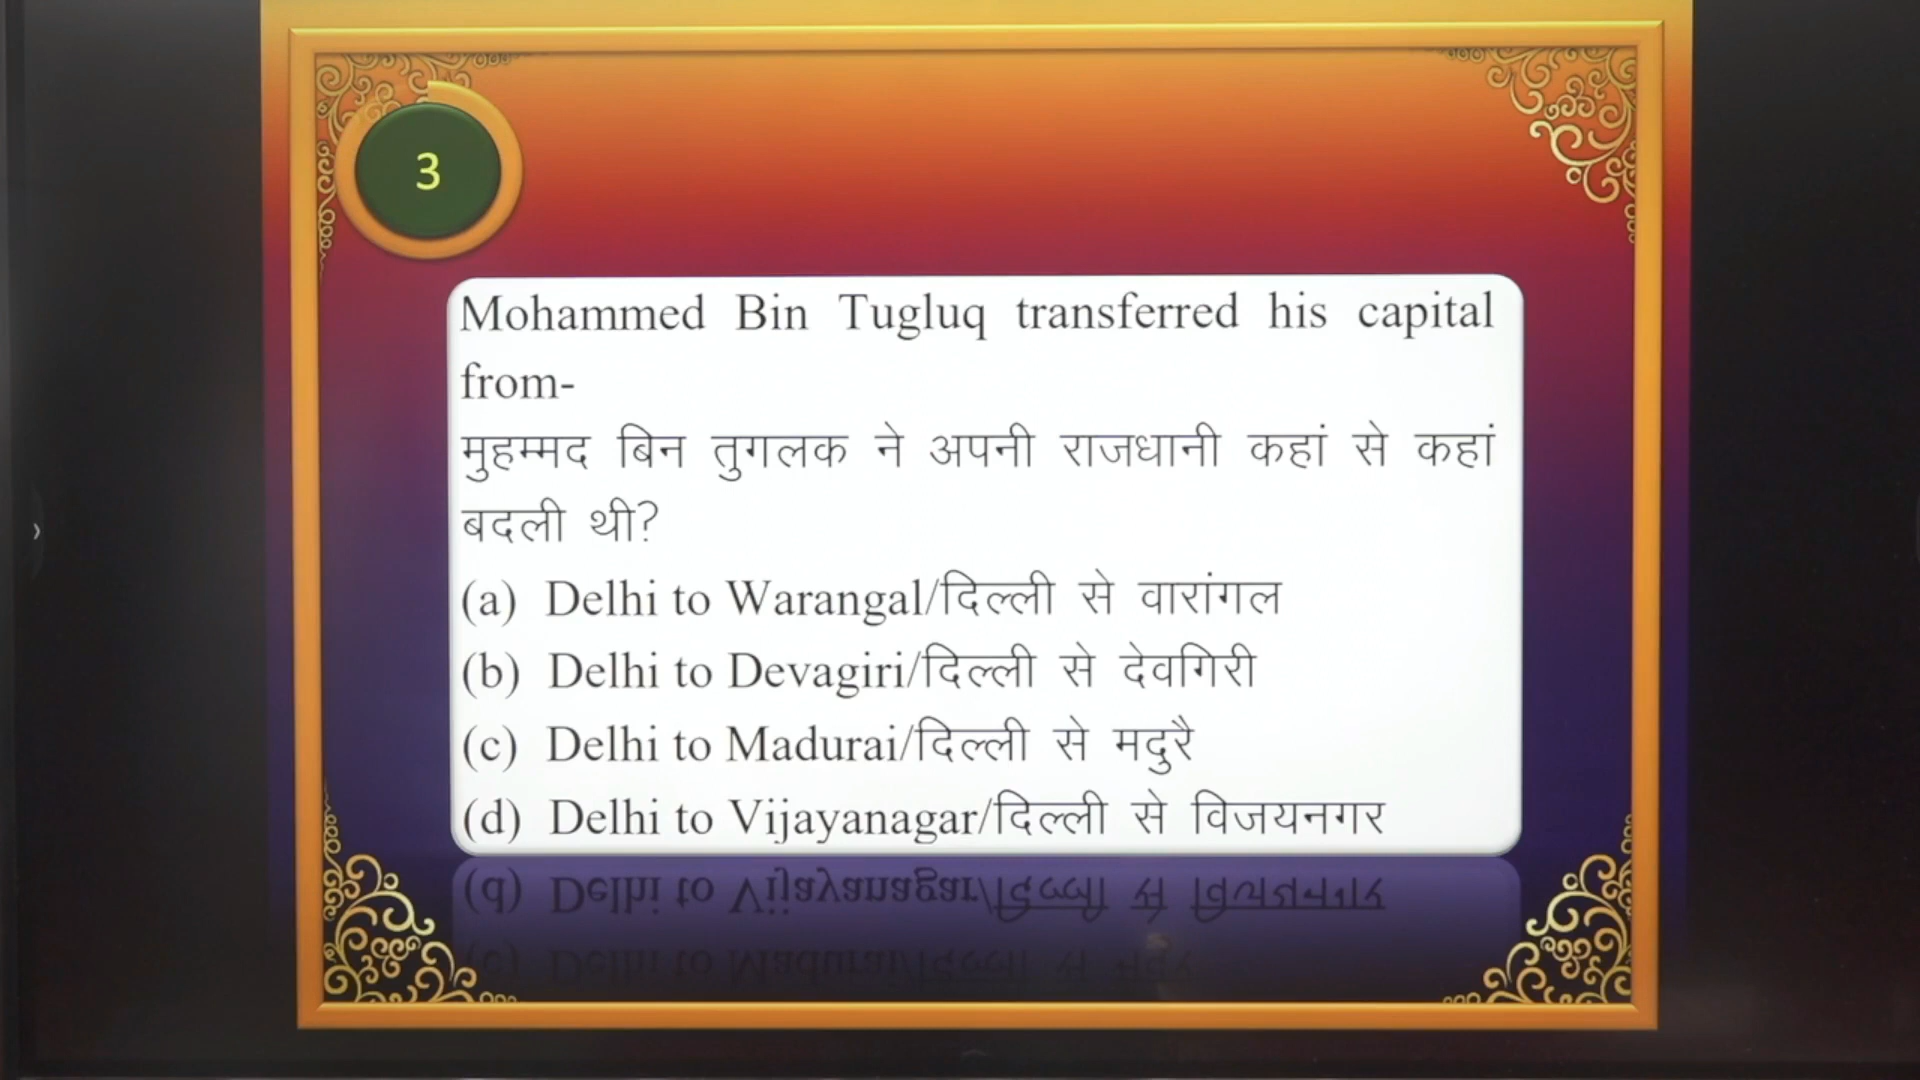 3
Mohammed Bin Tugluq transferred his capital
from-
मुहम्मद बिन तुगलक ने अपनी राजधानी कहां से कहां
बदली थी?
(a) Delhi to Warangal/दिल्ली से वारांगल
(b) Delhi to Devagiri/दिल्ली से देवगिरी
(c) Delhi to Madurai/दिल्ली से मदुरै
(d) Delhi to Vijayanagar/दिल्ली से विजयनगर